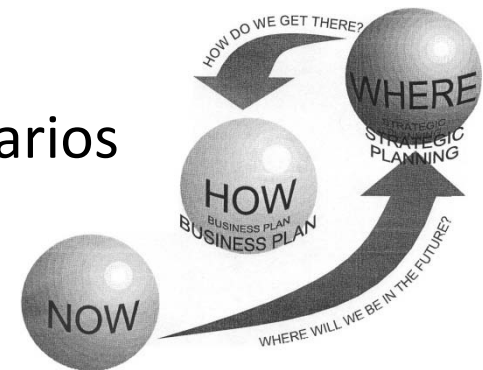 HOW DO WE GET THERE?
WHERE
STRATEGIC
STRATEGIC
PLANNING
arios
HOW
BUSINESS PLAN
BUSINESS PLAN
NOW
WHERE WILL WE BE IN THE FUTURE?